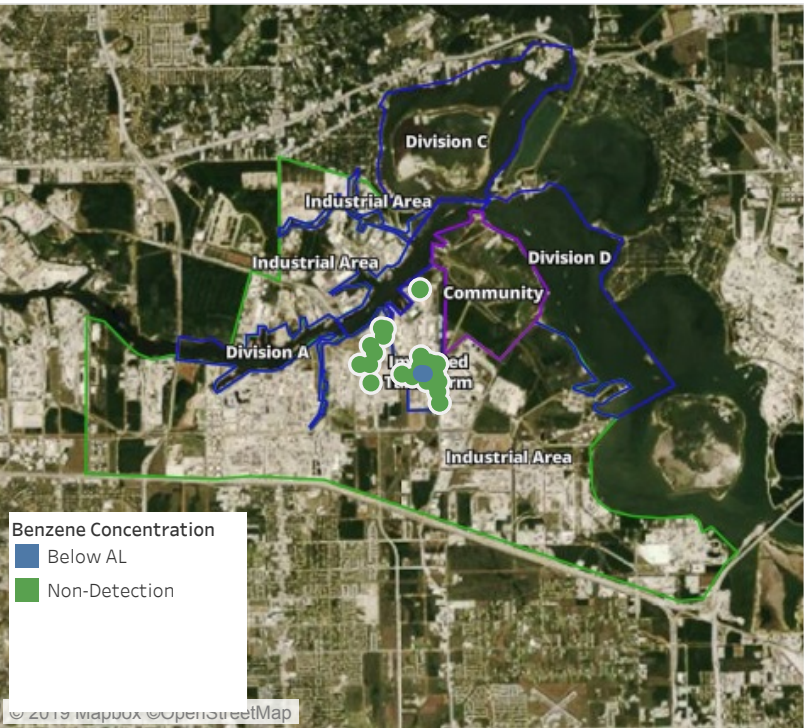 Division C
Industrial Area
Industrial Area
Division D
Community
Division A
Industrial Area
Benzene Concentration
Below AL
Non-Detection
© 2019 Mapbox ©OpenStreetMap